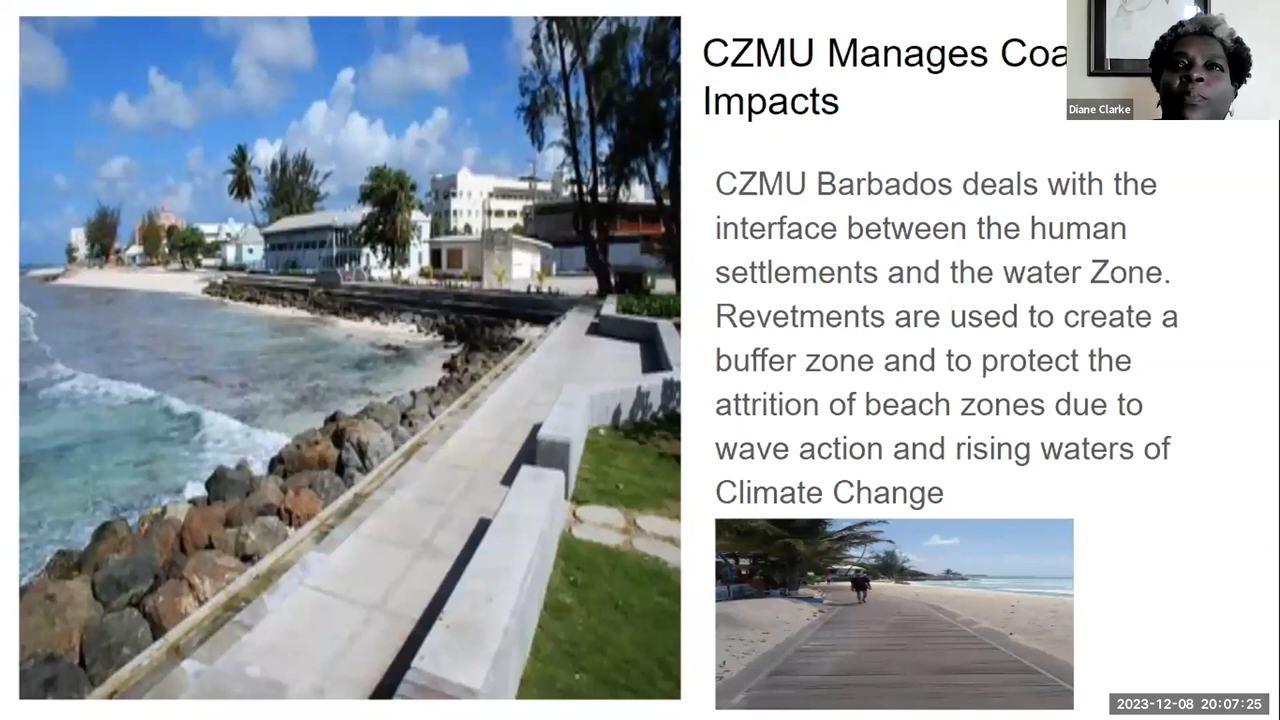 CZMU Manages Coa
Impacts
Diane Clarke
CZMU Barbados deals with the
interface between the human
settlements and the water Zone.
Revetments are used to create a
buffer zone and to protect the
attrition of beach zones due to
wave action and rising waters of
Climate Change
2023-12-08 20:07:25